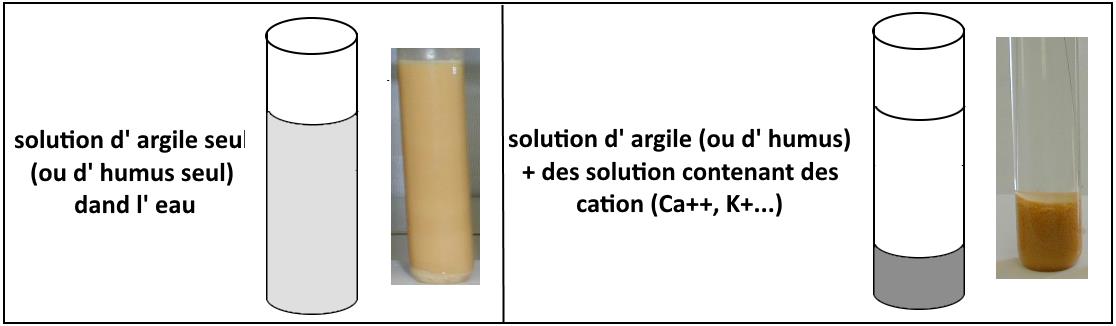 solution d' argile seul
(ou d' humus seul)
dand l' eau
solution d' argile (ou d' humus)
+ des solution contenant des
cation (Ca++, K+...)